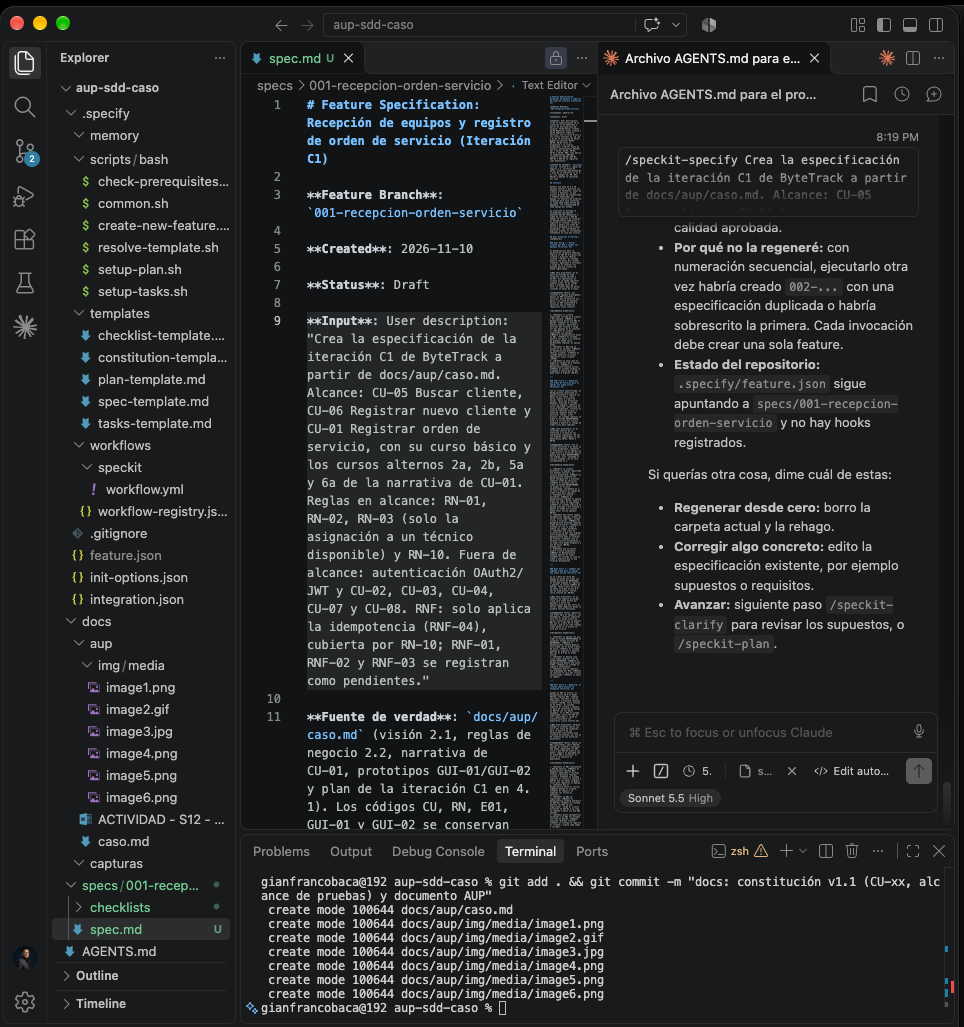 aup-sdd-caso
Explorer
aup-sdd-caso
.specify
memory
scripts/bash
check-prerequisites...
common.sh
create-new-feature....
resolve-template.sh
setup-plan.sh
setup-tasks.sh
templates
checklist-template....
constitution-templa...
plan-template.md
spec-template.md
tasks-template.md
workflows
speckit
workflow.yml
workflow-registry.js...
.gitignore
feature.json
init-options.json
integration.json
docs
aup
img/media
image1.png
image2.gif
image3.jpg
image4.png
image5.png
image6.png
ACTIVIDAD - S12 - ...
caso.md
capturas
specs/001-recep...
checklists
spec.md U
AGENTS.md
Outline
Timeline
2
spec.md U
specs > 001-recepcion-orden-servicio > . Text Editor
1 # Feature Specification:
Recepción de equipos y registro
de orden de servicio (Iteración
C1)
2
3 **Feature Branch**:
`001-recepcion-orden-servicio`
4
5 **Created**: 2026-11-10
6
7 **Status**: Draft
8
9 **Input**: User description:
"Crea la especificación de la
iteración C1 de ByteTrack a
partir de docs/aup/caso.md.
Alcance: CU-05 Buscar cliente,
CU-06 Registrar nuevo cliente y
CU-01 Registrar orden de
servicio, con su curso básico y
los cursos alternos 2a, 2b, 5a
y 6a de la narrativa de CU-01.
Reglas en alcance: RN-01,
RN-02, RN-03 (solo la
asignación a un técnico
disponible) y RN-10. Fuera de
alcance: autenticación OAuth2/
JWT y CU-02, CU-03, CU-04,
CU-07 y CU-08. RNF: solo aplica
la idempotencia (RNF-04),
cubierta por RN-10; RNF-01,
RNF-02 y RNF-03 se registran
como pendientes."
10
11 **Fuente de verdad**: `docs/aup/
caso.md` (visión 2.1, reglas de
negocio 2.2, narrativa de
CU-01, prototipos GUI-01/GUI-02
y plan de la iteración C1 en 4.
1). Los códigos CU, RN, E01,
GUI-01 y GUI-02 se conservan
Archivo AGENTS.md para e...
Archivo AGENTS.md para el pro...
8:19 PM
/speckit-specify Crea la especificación
de la iteración C1 de ByteTrack a partir
de docs/aup/caso.md. Alcance: CU-05
calidad aprobada.
Por qué no la regeneré: con
numeración secuencial, ejecutarlo otra
vez habría creado 002-... con una
especificación duplicada o habría
sobrescrito la primera. Cada invocación
debe crear una sola feature.
Estado del repositorio:
.specify/feature.json sigue
apuntando a specs/001-recepcion-
orden-servicio y no hay hooks
registrados.
Si querías otra cosa, dime cuál de estas:
Regenerar desde cero: borro la
carpeta actual y la rehago.
Corregir algo concreto: edito la
especificación existente, por ejemplo
supuestos o requisitos.
Avanzar: siguiente paso /speckit-
clarify para revisar los supuestos, o
/speckit-plan.
⌘ Esc to focus or unfocus Claude
5. s... Edit auto...
Sonnet 5.5 High
Problems Output Debug Console Terminal Ports
zsh
gianfrancobaca@192 aup-sdd-caso % git add . && git commit -m "docs: constitución v1.1 (CU-xx, alc
ance de pruebas) y documento AUP"
create mode 100644 docs/aup/caso.md
create mode 100644 docs/aup/img/media/image1.png
create mode 100644 docs/aup/img/media/image2.gif
create mode 100644 docs/aup/img/media/image3.jpg
create mode 100644 docs/aup/img/media/image4.png
create mode 100644 docs/aup/img/media/image5.png
create mode 100644 docs/aup/img/media/image6.png
gianfrancobaca@192 aup-sdd-caso %